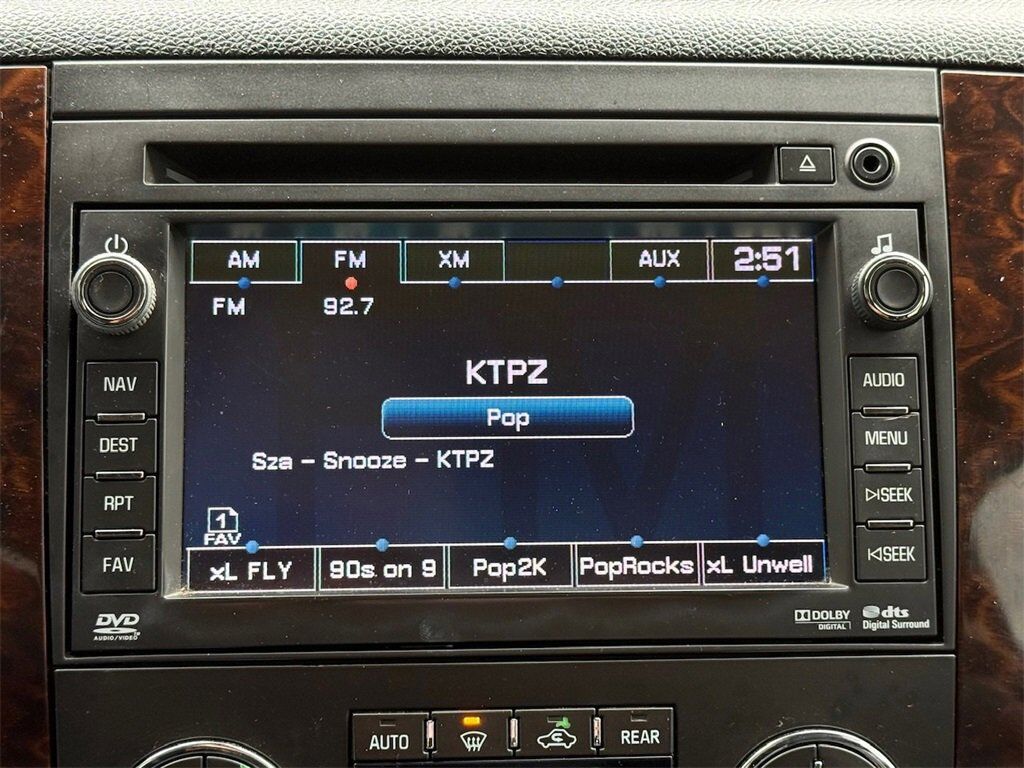 AM FM XM AUX 2:51
FM 92.7
KTPZ
Pop
Sza - Snooze - KTPZ
1
FAV
xL FLY 90s on 9 Pop2K PopRocks xL Unwell
NAV
DEST
RPT
FAV
AUDIO
MENU
SEEK
SEEK
DVD
AUDIO/VIDEO
DOLBY
DIGITAL
dts
Digital Surround
AUTO
REAR